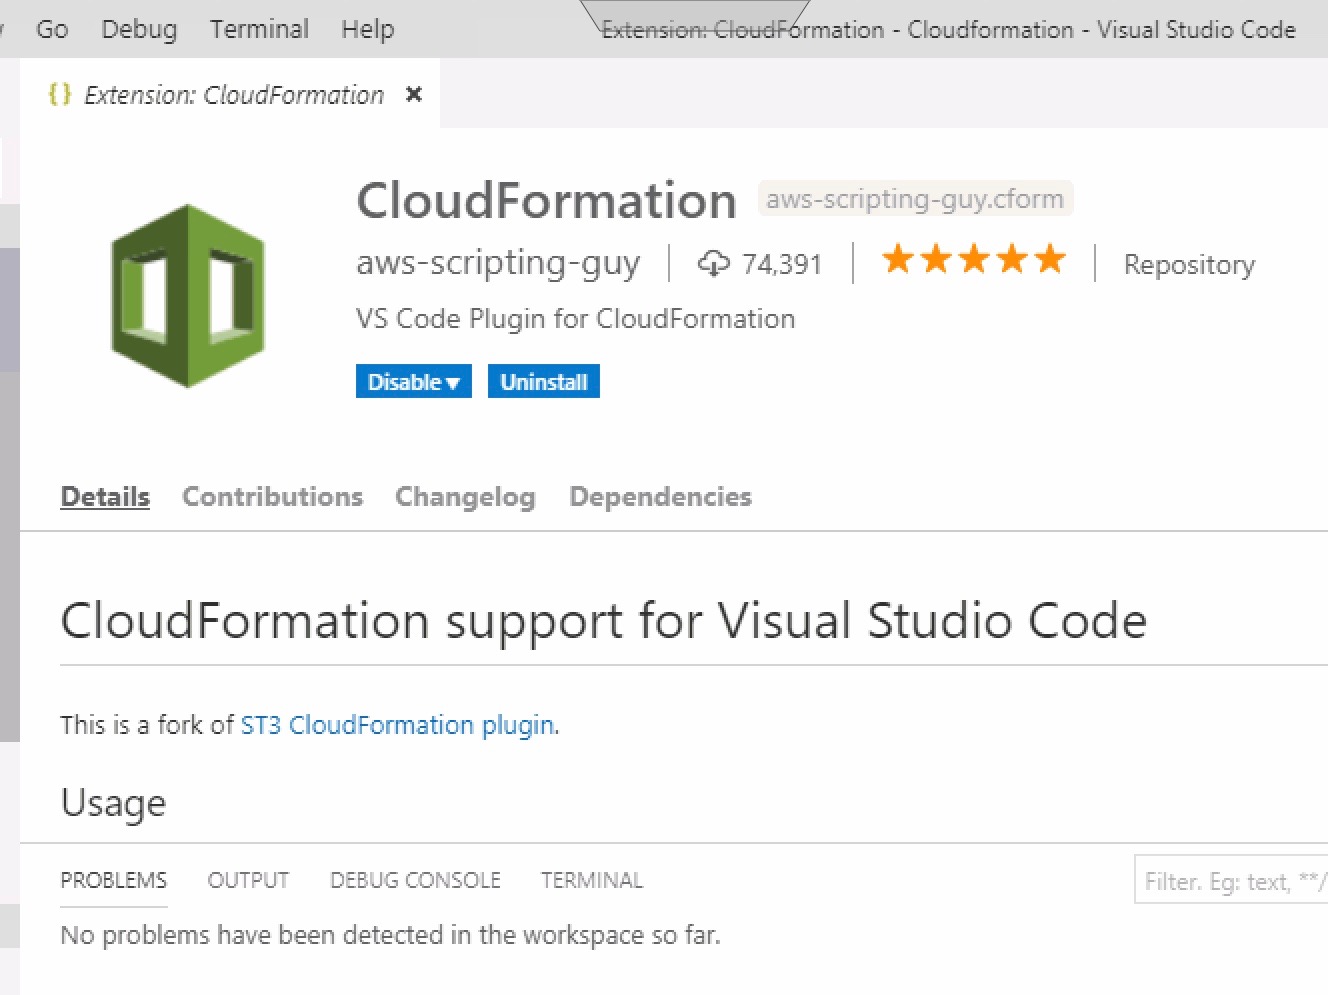 Go Debug Terminal Help Extension: CloudFormation - Cloudformation - Visual Studio Code
{} Extension: CloudFormation ×
CloudFormation aws-scripting-guy.cform
aws-scripting-guy | 74,391 | ★★★★★ | Repository
VS Code Plugin for CloudFormation
Disable▼ Uninstall
Details Contributions Changelog Dependencies
CloudFormation support for Visual Studio Code
This is a fork of ST3 CloudFormation plugin.
Usage
PROBLEMS OUTPUT DEBUG CONSOLE TERMINAL Filter. Eg: text, **/
No problems have been detected in the workspace so far.